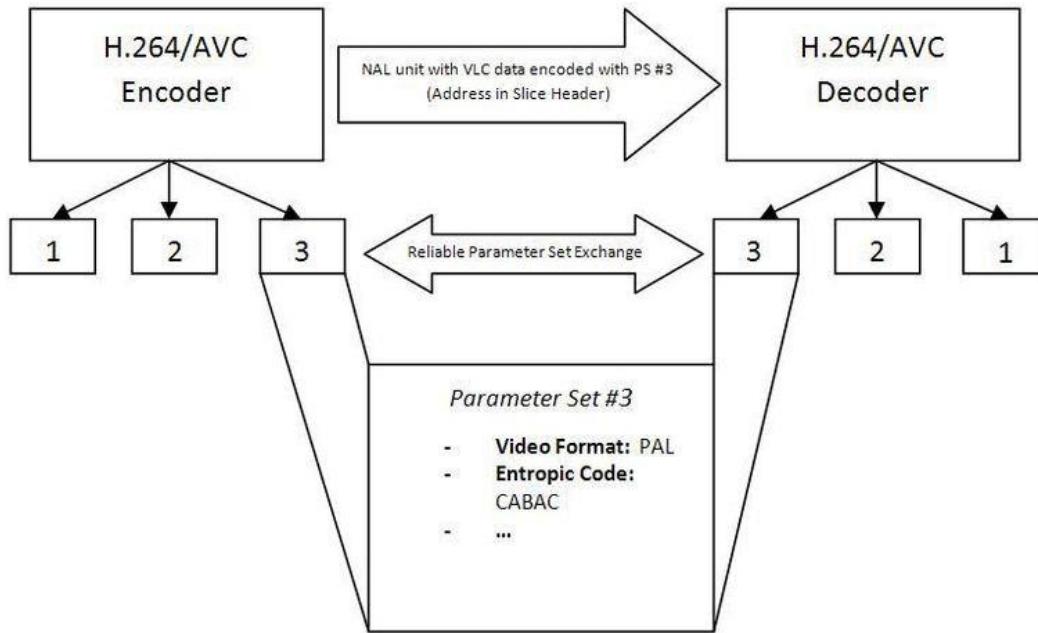 H.264/AVC
Encoder
NAL unit with VLC data encoded with PS #3
(Address in Slice Header)
H.264/AVC
Decoder
1
2
3
Reliable Parameter Set Exchange
3
2
1
Parameter Set #3
- Video Format: PAL
- Entropic Code:
CABAC
- ...